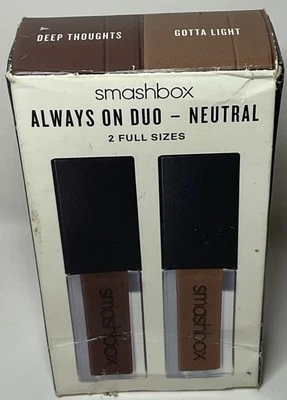 DEEP THOUGHTS
GOTTA LIGHT
smashbox
ALWAYS ON DUO – NEUTRAL
2 FULL SIZES
smashbox
smashbox